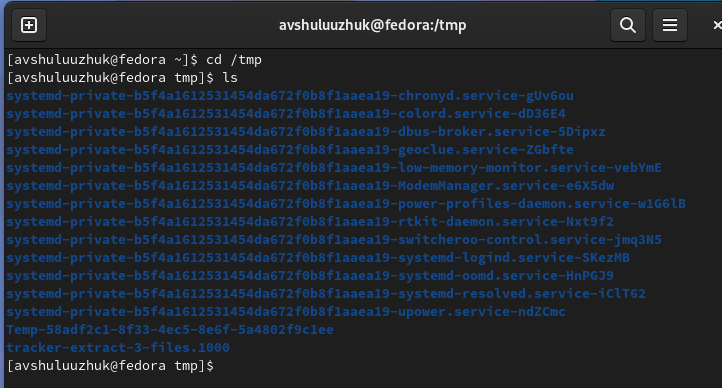 avshuluuzhuk@fedora:/tmp
[avshuluuzhuk@fedora ~]$ cd /tmp
[avshuluuzhuk@fedora tmp]$ ls
systemd-private-b5f4a1612531454da672f0b8f1aaea19-chronyd.service-gUv6ou
systemd-private-b5f4a1612531454da672f0b8f1aaea19-colord.service-dD36E4
systemd-private-b5f4a1612531454da672f0b8f1aaea19-dbus-broker.service-5Dipxz
systemd-private-b5f4a1612531454da672f0b8f1aaea19-geoclue.service-ZGbfte
systemd-private-b5f4a1612531454da672f0b8f1aaea19-low-memory-monitor.service-vebYmE
systemd-private-b5f4a1612531454da672f0b8f1aaea19-ModemManager.service-e6X5dw
systemd-private-b5f4a1612531454da672f0b8f1aaea19-power-profiles-daemon.service-w1GGlB
systemd-private-b5f4a1612531454da672f0b8f1aaea19-rtkit-daemon.service-Nxt9f2
systemd-private-b5f4a1612531454da672f0b8f1aaea19-switcheroo-control.service-jmq3N5
systemd-private-b5f4a1612531454da672f0b8f1aaea19-systemd-logind.service-SKezMB
systemd-private-b5f4a1612531454da672f0b8f1aaea19-systemd-oomd.service-HnPGJ9
systemd-private-b5f4a1612531454da672f0b8f1aaea19-systemd-resolved.service-iClT62
systemd-private-b5f4a1612531454da672f0b8f1aaea19-upower.service-ndZCmc
Temp-58adf2c1-8f33-4ec5-8e6f-5a4802f9c1ee
tracker-extract-3-files.1000
[avshuluuzhuk@fedora tmp]$